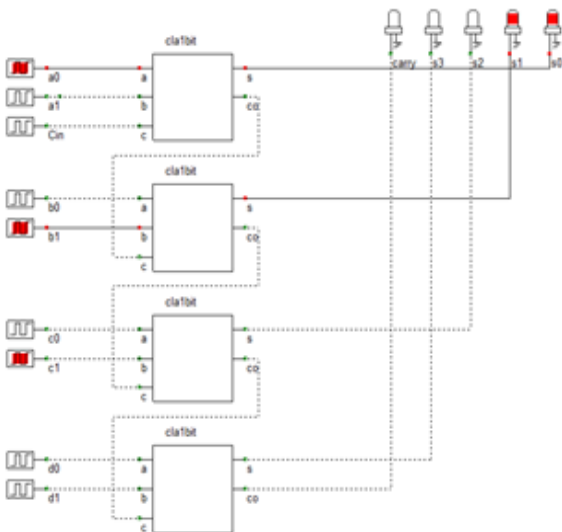 carry s3 s2 s1 s0
cla1bit
a0 a s
a1 b co
Cin c
cla1bit
b0 a s
b1 b co
c
cla1bit
c0 a s
c1 b co
c
cla1bit
d0 a s
d1 b co
c